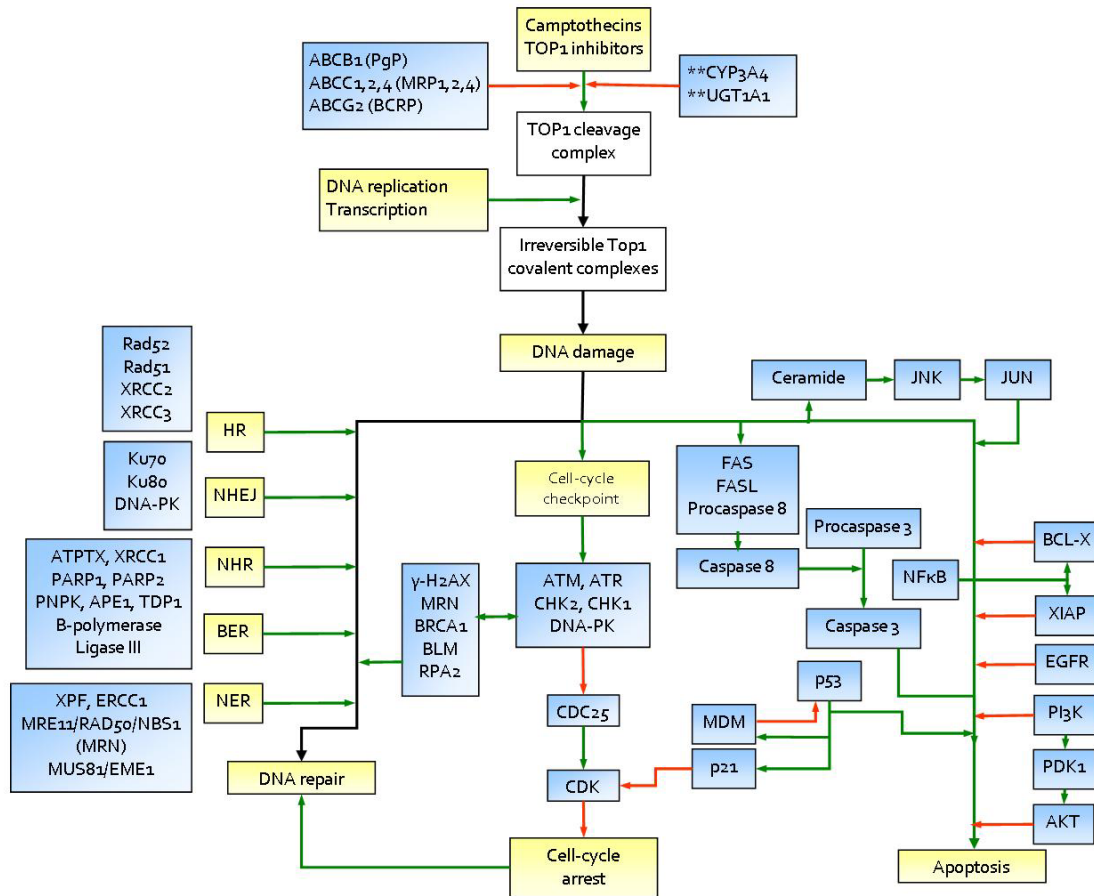 Camptothecins
TOP1 inhibitors
ABCB1 (PgP)
ABCC1,2,4 (MRP1,2,4)
ABCG2 (BCRP)
**CYP3A4
**UGT1A1
TOP1 cleavage
complex
DNA replication
Transcription
Irreversible Top1
covalent complexes
DNA damage
Rad52
Rad51
XRCC2
XRCC3
HR
Ku70
Ku80
DNA-PK
NHEJ
ATPTX, XRCC1
PARP1, PARP2
PNPK, APE1, TDP1
B-polymerase
Ligase III
NHR
BER
XPF, ERCC1
MRE11/RAD50/NBS1
(MRN)
MUS81/EME1
NER
DNA repair
Cell-cycle
checkpoint
γ-H2AX
MRN
BRCA1
BLM
RPA2
ATM, ATR
CHK2, CHK1
DNA-PK
CDC25
CDK
Cell-cycle
arrest
Ceramide
JNK
JUN
FAS
FASL
Procaspase 8
Caspase 8
Procaspase 3
Caspase 3
p53
MDM
p21
NFκB
BCL-X
XIAP
EGFR
PI3K
PDK1
AKT
Apoptosis